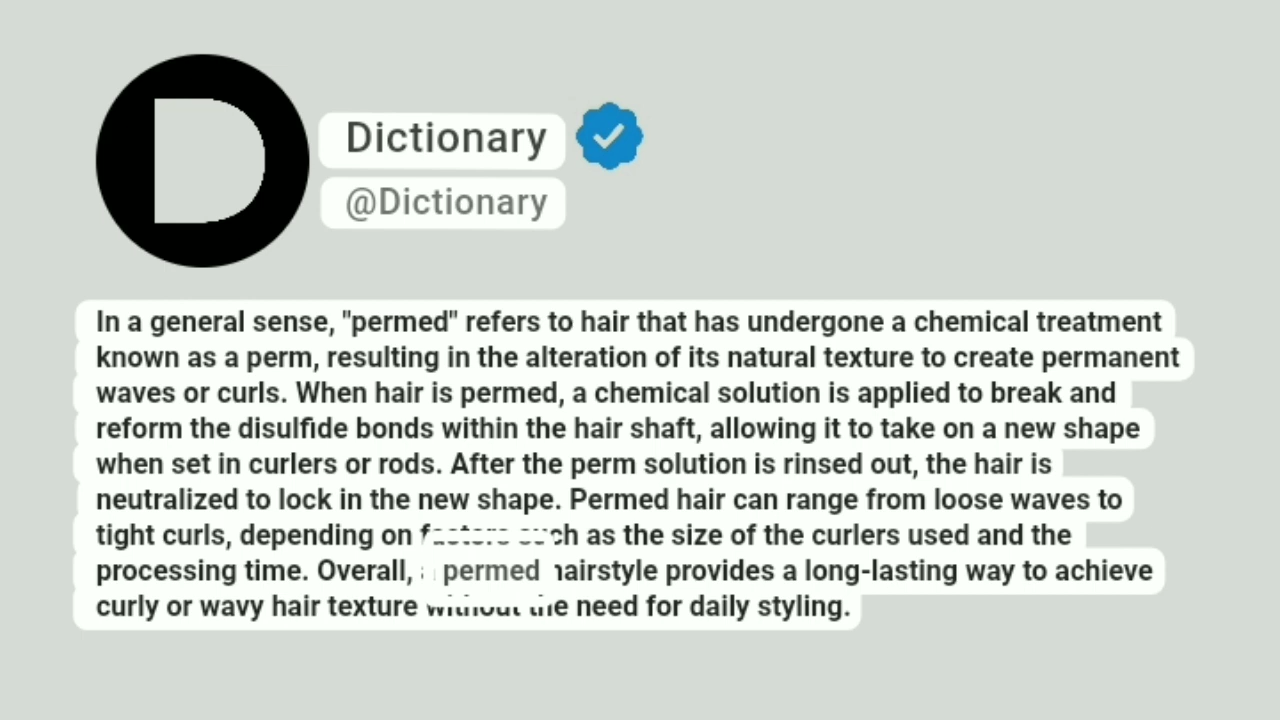 D
Dictionary
@Dictionary
In a general sense, "permed" refers to hair that has undergone a chemical treatment
known as a perm, resulting in the alteration of its natural texture to create permanent
waves or curls. When hair is permed, a chemical solution is applied to break and
reform the disulfide bonds within the hair shaft, allowing it to take on a new shape
when set in curlers or rods. After the perm solution is rinsed out, the hair is
neutralized to lock in the new shape. Permed hair can range from loose waves to
tight curls, depending on factors such as the size of the curlers used and the
processing time. Overall, permed hairstyle provides a long-lasting way to achieve
curly or wavy hair texture without the need for daily styling.